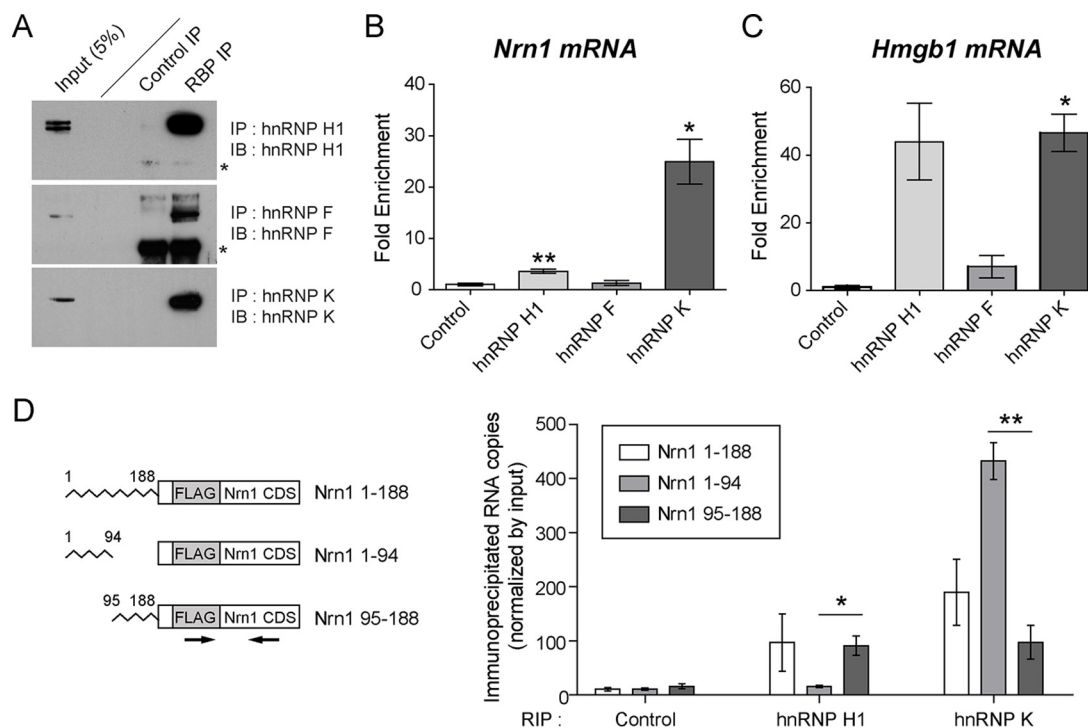 A
Input (5%)
Control IP
RBP IP
IP : hnRNP H1
IB : hnRNP H1
*
IP : hnRNP F
IB : hnRNP F
*
IP : hnRNP K
IB : hnRNP K
B
Nrn1 mRNA
Fold Enrichment
40
30
20
10
0
**
*
Control
hnRNP H1
hnRNP F
hnRNP K
C
Hmgb1 mRNA
Fold Enrichment
60
40
20
0
*
Control
hnRNP H1
hnRNP F
hnRNP K
D
1 188
FLAG Nrn1 CDS Nrn1 1-188
1 94
FLAG Nrn1 CDS Nrn1 1-94
95 188
FLAG Nrn1 CDS Nrn1 95-188
Immunoprecipitated RNA copies
(normalized by input)
500
400
300
200
100
0
Nrn1 1-188
Nrn1 1-94
Nrn1 95-188
*
**
RIP : Control hnRNP H1 hnRNP K